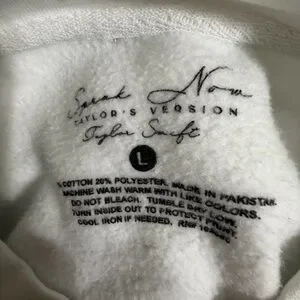 Speak Now
TAYLOR'S VERSION
Taylor Swift
L
% COTTON 20% POLYESTER. MADE IN PAKISTAN.
MACHINE WASH WARM WITH LIKE COLORS.
DO NOT BLEACH. TUMBLE DRY LOW.
TURN INSIDE OUT TO PROTECT PRINT.
COOL IRON IF NEEDED. RN#